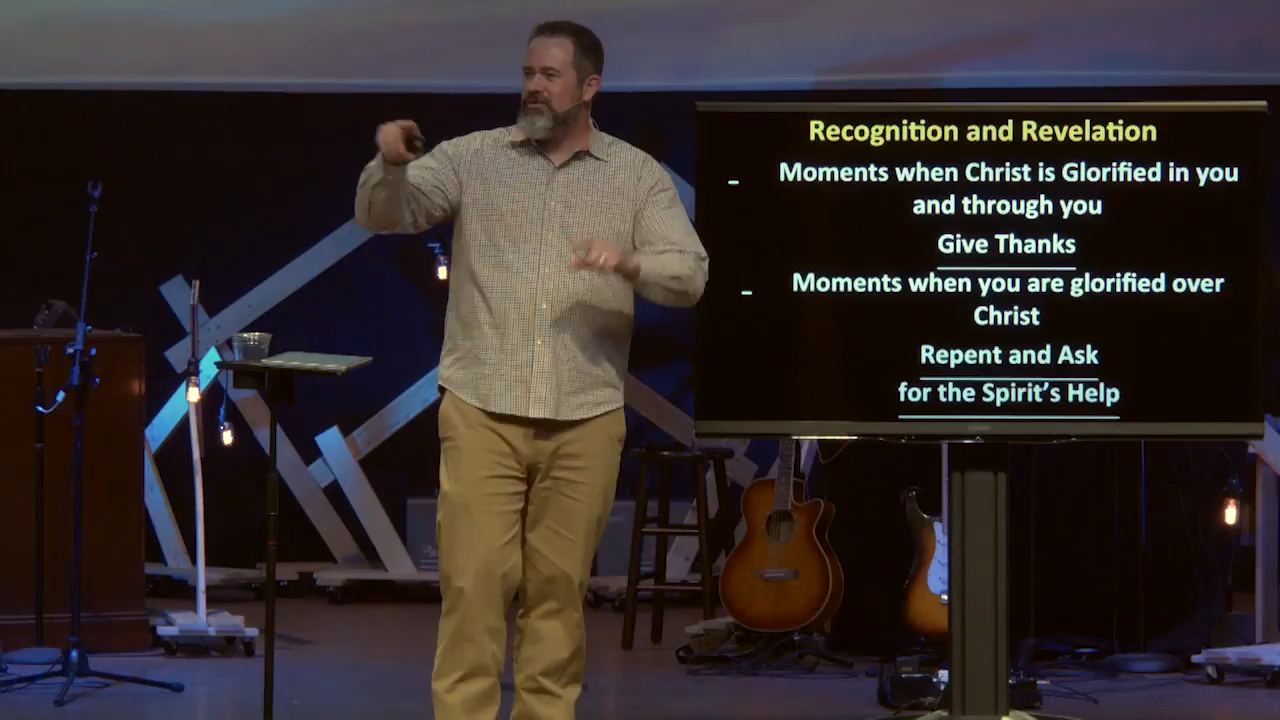 Recognition and Revelation
- Moments when Christ is Glorified in you
and through you
Give Thanks
- Moments when you are glorified over
Christ
Repent and Ask
for the Spirit's Help